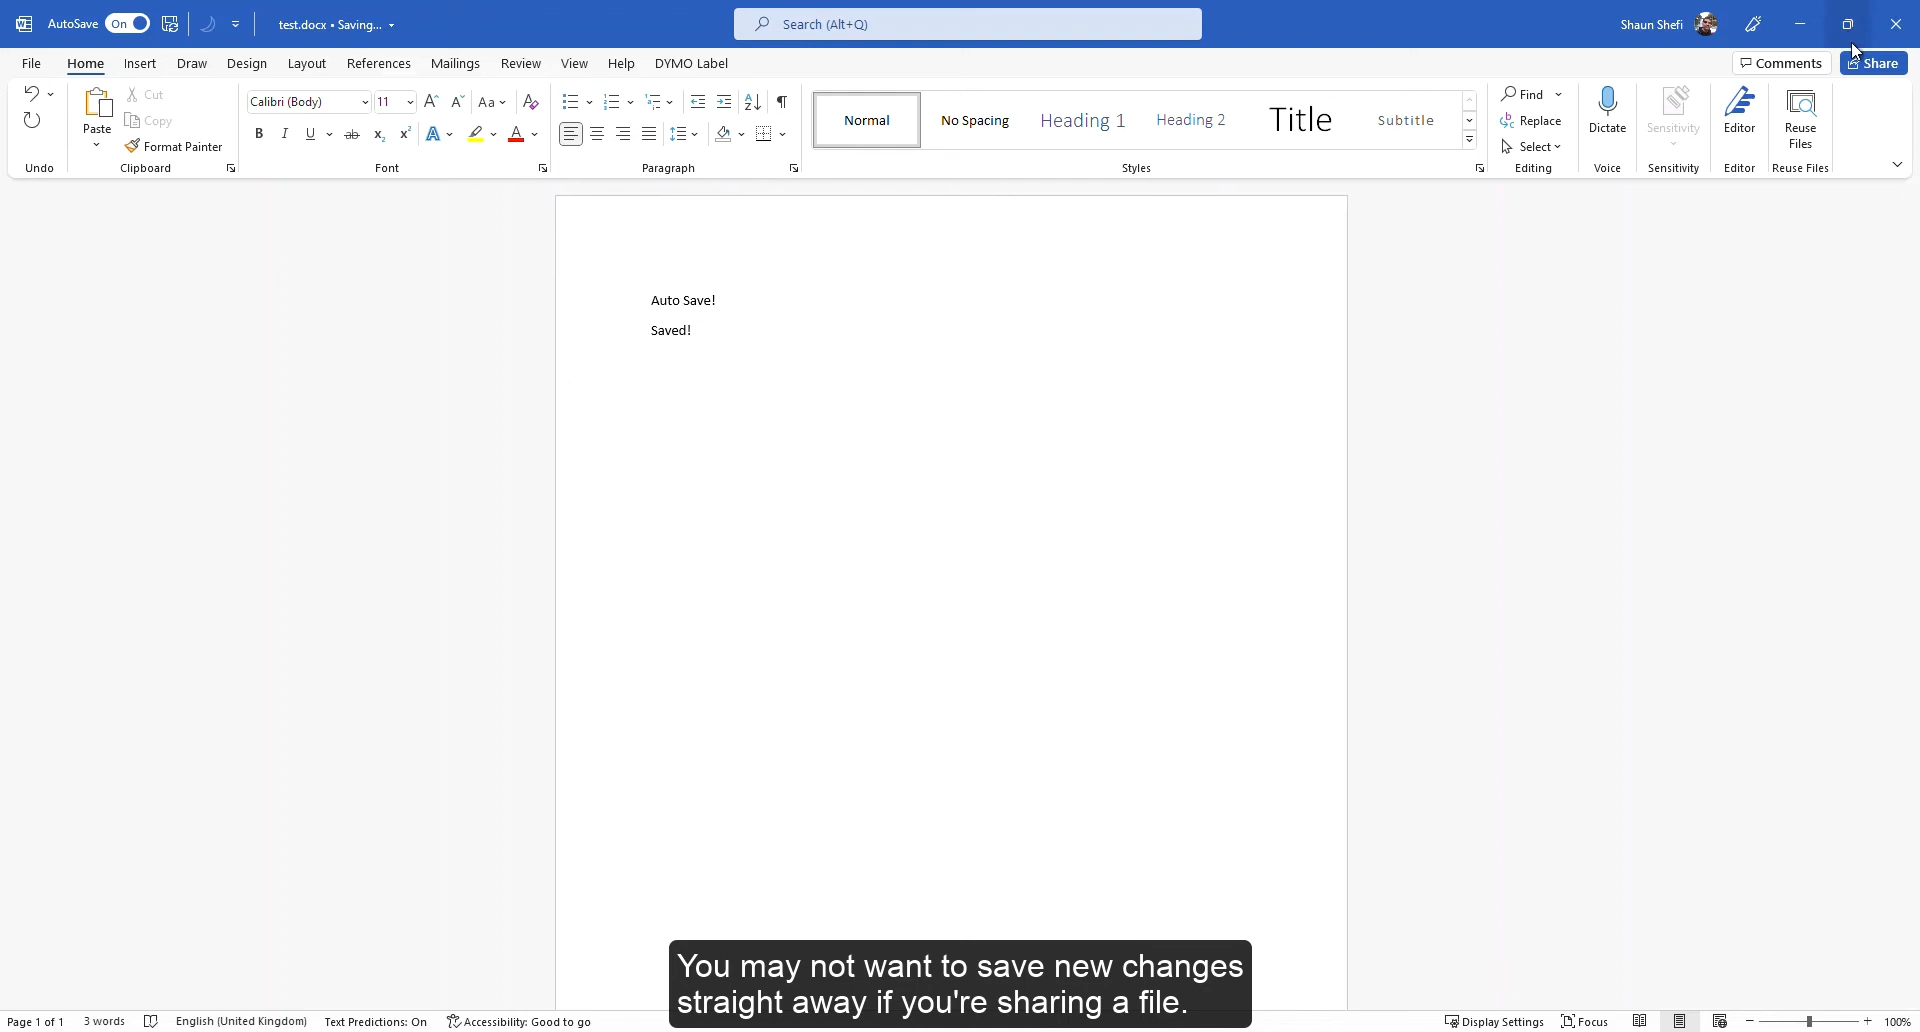 AutoSave On test.docx • Saving... Search (Alt+Q) Shaun Shefi
File Home Insert Draw Design Layout References Mailings Review View Help DYMO Label Comments Share
Paste
Cut
Copy
Format Painter
Calibri (Body) 11
Normal
No Spacing
Heading 1
Heading 2
Title
Subtitle
Find
Replace
Select
Dictate
Sensitivity
Editor
Reuse
Files
Undo Clipboard Font Paragraph Styles Editing Voice Sensitivity Editor Reuse Files
Auto Save!
Saved!
You may not want to save new changes
straight away if you're sharing a file.
Page 1 of 1 3 words English (United Kingdom) Text Predictions: On Accessibility: Good to go Display Settings Focus 100%